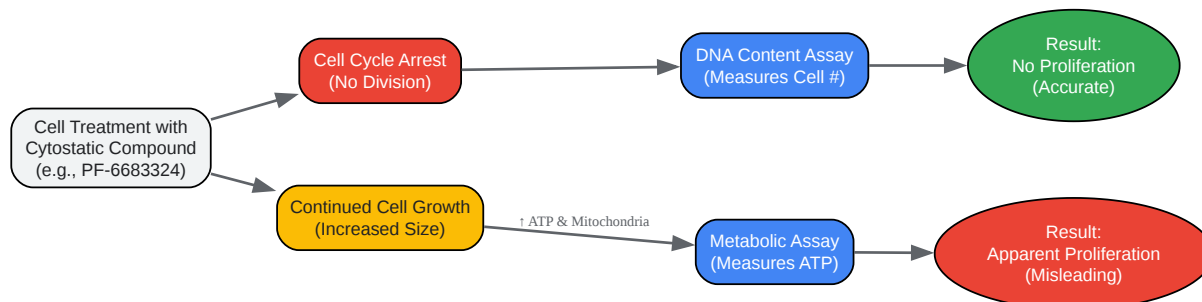 Cell Treatment with
Cytostatic Compound
(e.g., PF-6683324)
Cell Cycle Arrest
(No Division)
DNA Content Assay
(Measures Cell #)
Result:
No Proliferation
(Accurate)
Continued Cell Growth
(Increased Size)
↑ ATP & Mitochondria
Metabolic Assay
(Measures ATP)
Result:
Apparent Proliferation
(Misleading)